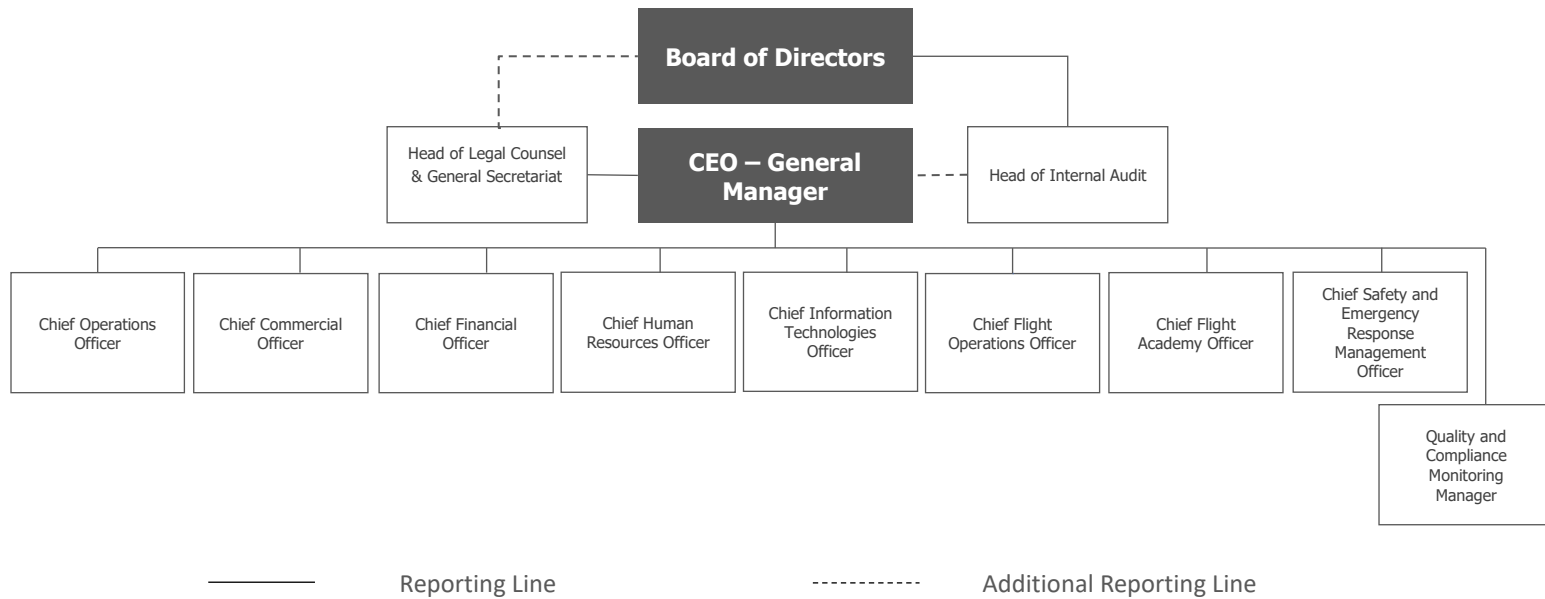 Board of Directors
Head of Legal Counsel
& General Secretariat
CEO – General
Manager
Head of Internal Audit
Chief Operations
Officer
Chief Commercial
Officer
Chief Financial
Officer
Chief Human
Resources Officer
Chief Information
Technologies
Officer
Chief Flight
Operations Officer
Chief Flight
Academy Officer
Chief Safety and
Emergency
Response
Management
Officer
Quality and
Compliance
Monitoring
Manager
Reporting Line
Additional Reporting Line